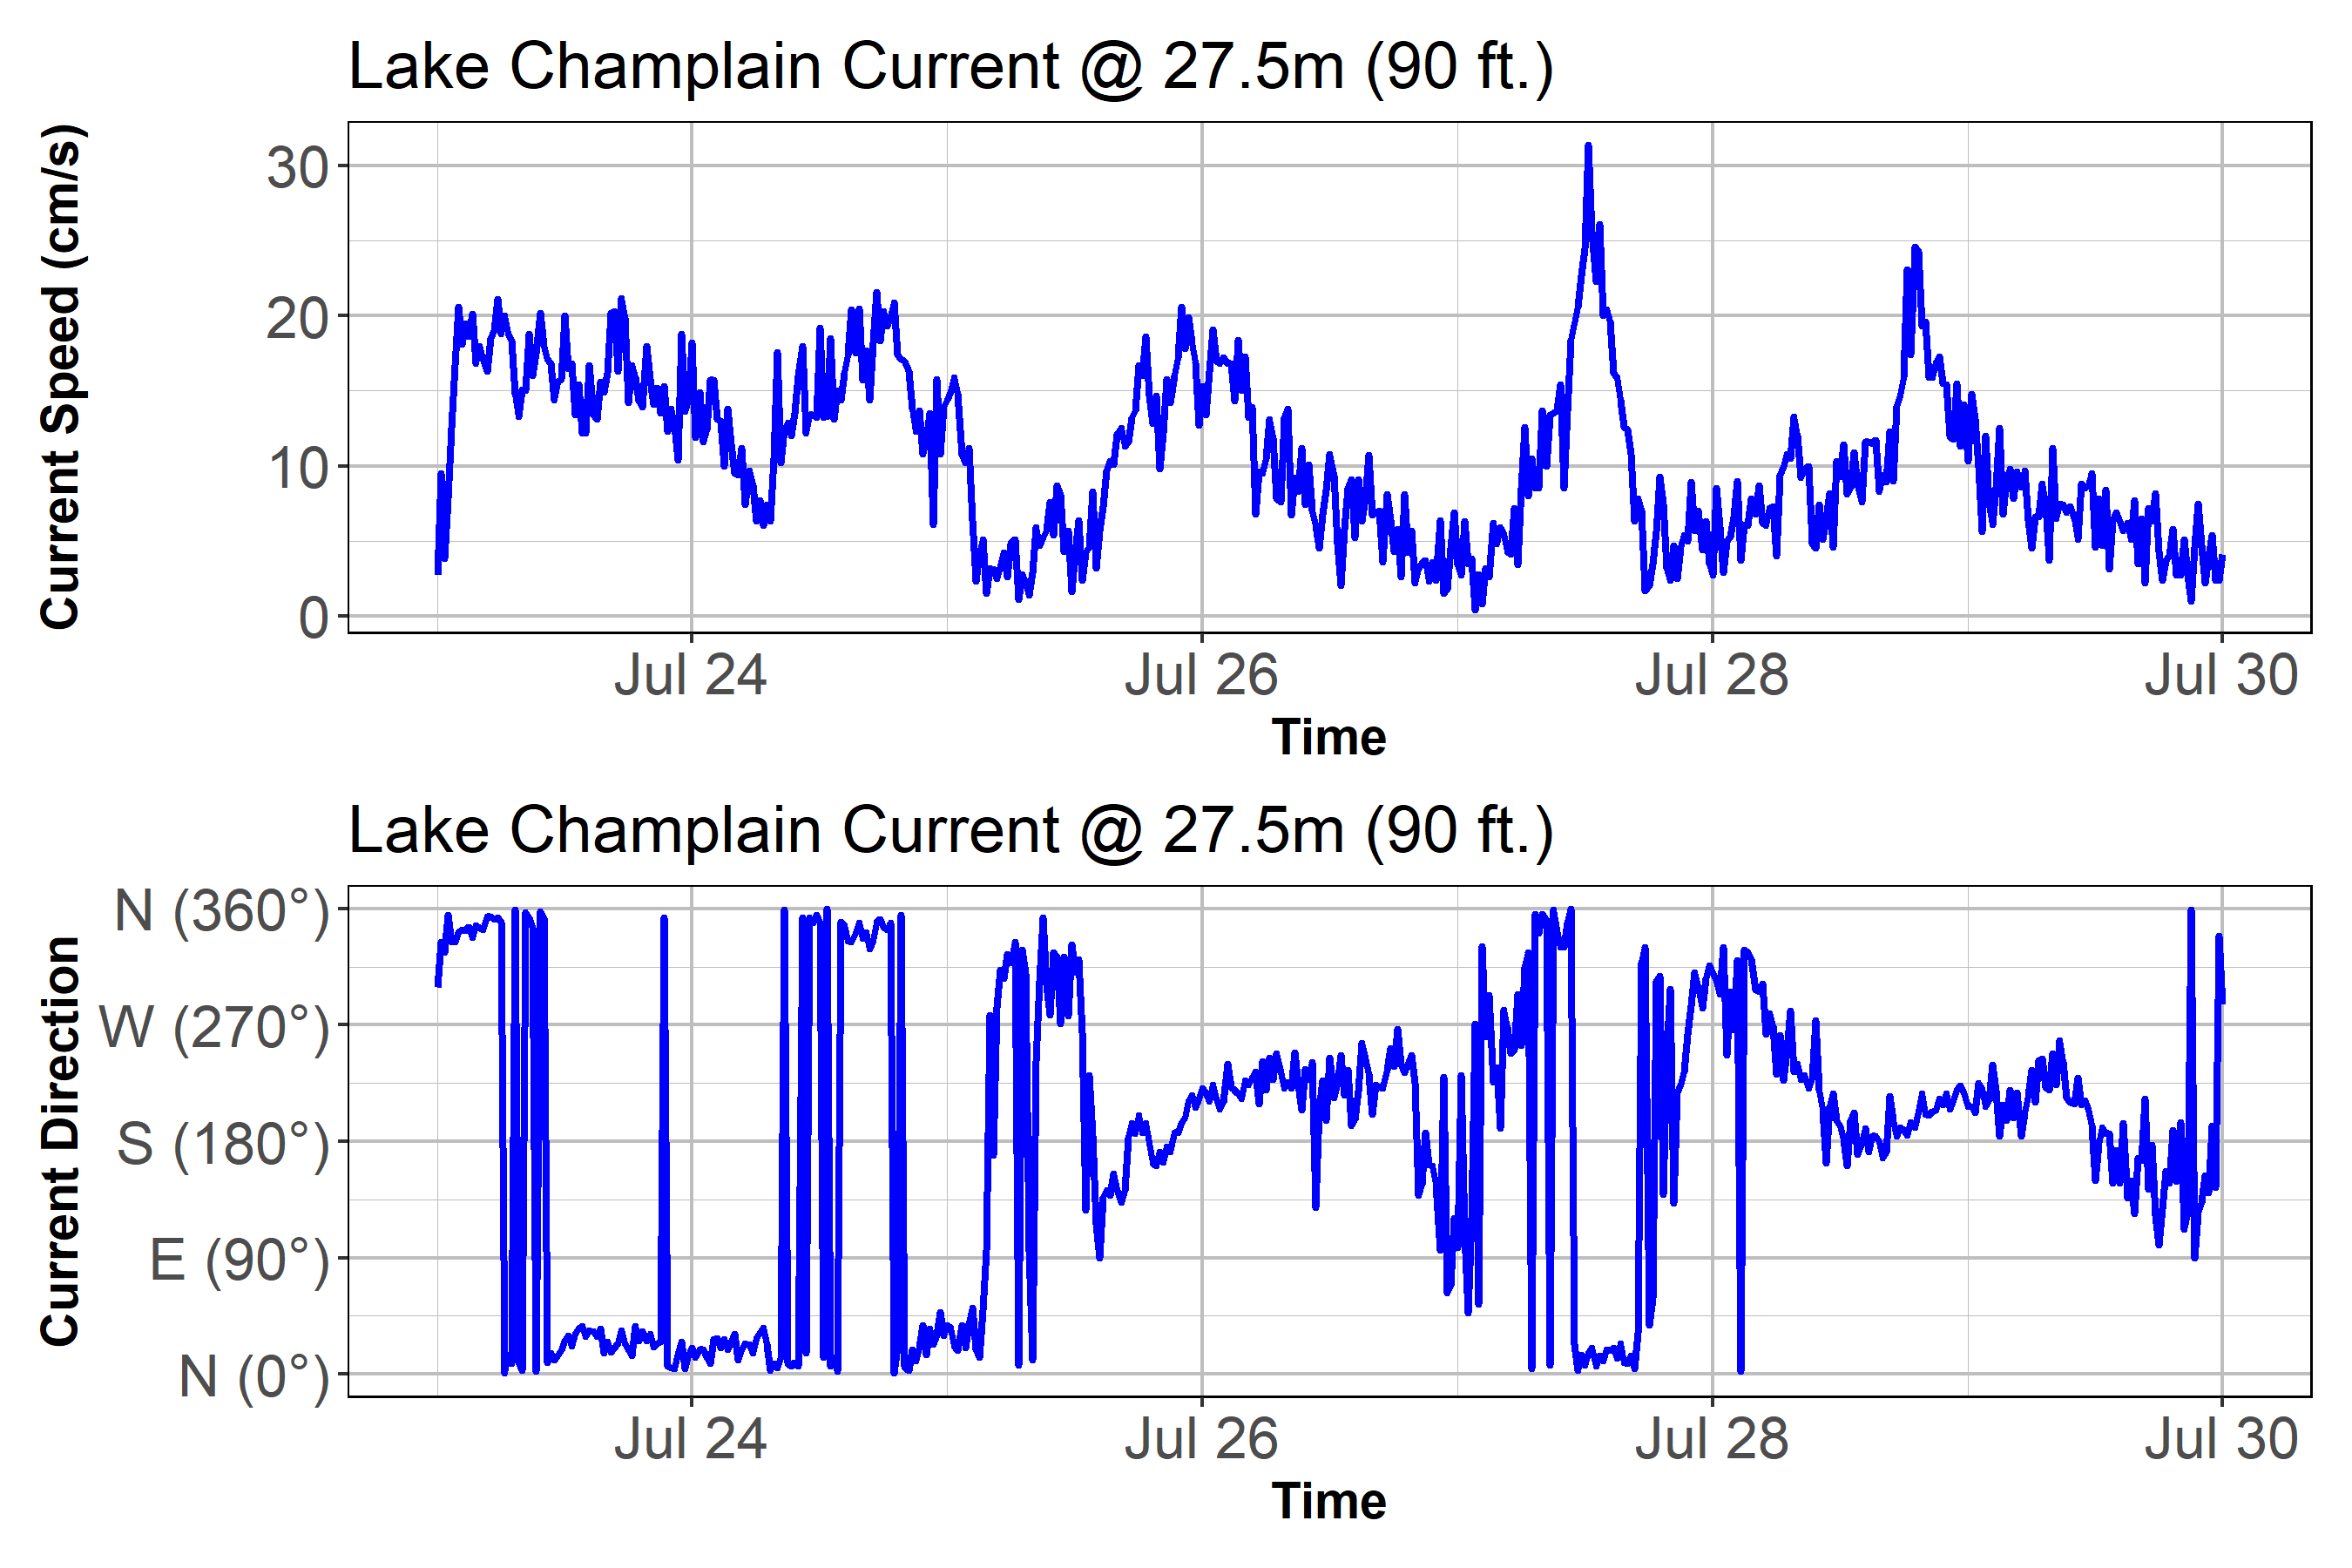 Lake Champlain Current @ 27.5m (90 ft.)
Current Speed (cm/s)
30
20
10
0
Jul 24 Jul 26 Jul 28 Jul 30
Time
Lake Champlain Current @ 27.5m (90 ft.)
Current Direction
N (360°)
W (270°)
S (180°)
E (90°)
N (0°)
Jul 24 Jul 26 Jul 28 Jul 30
Time